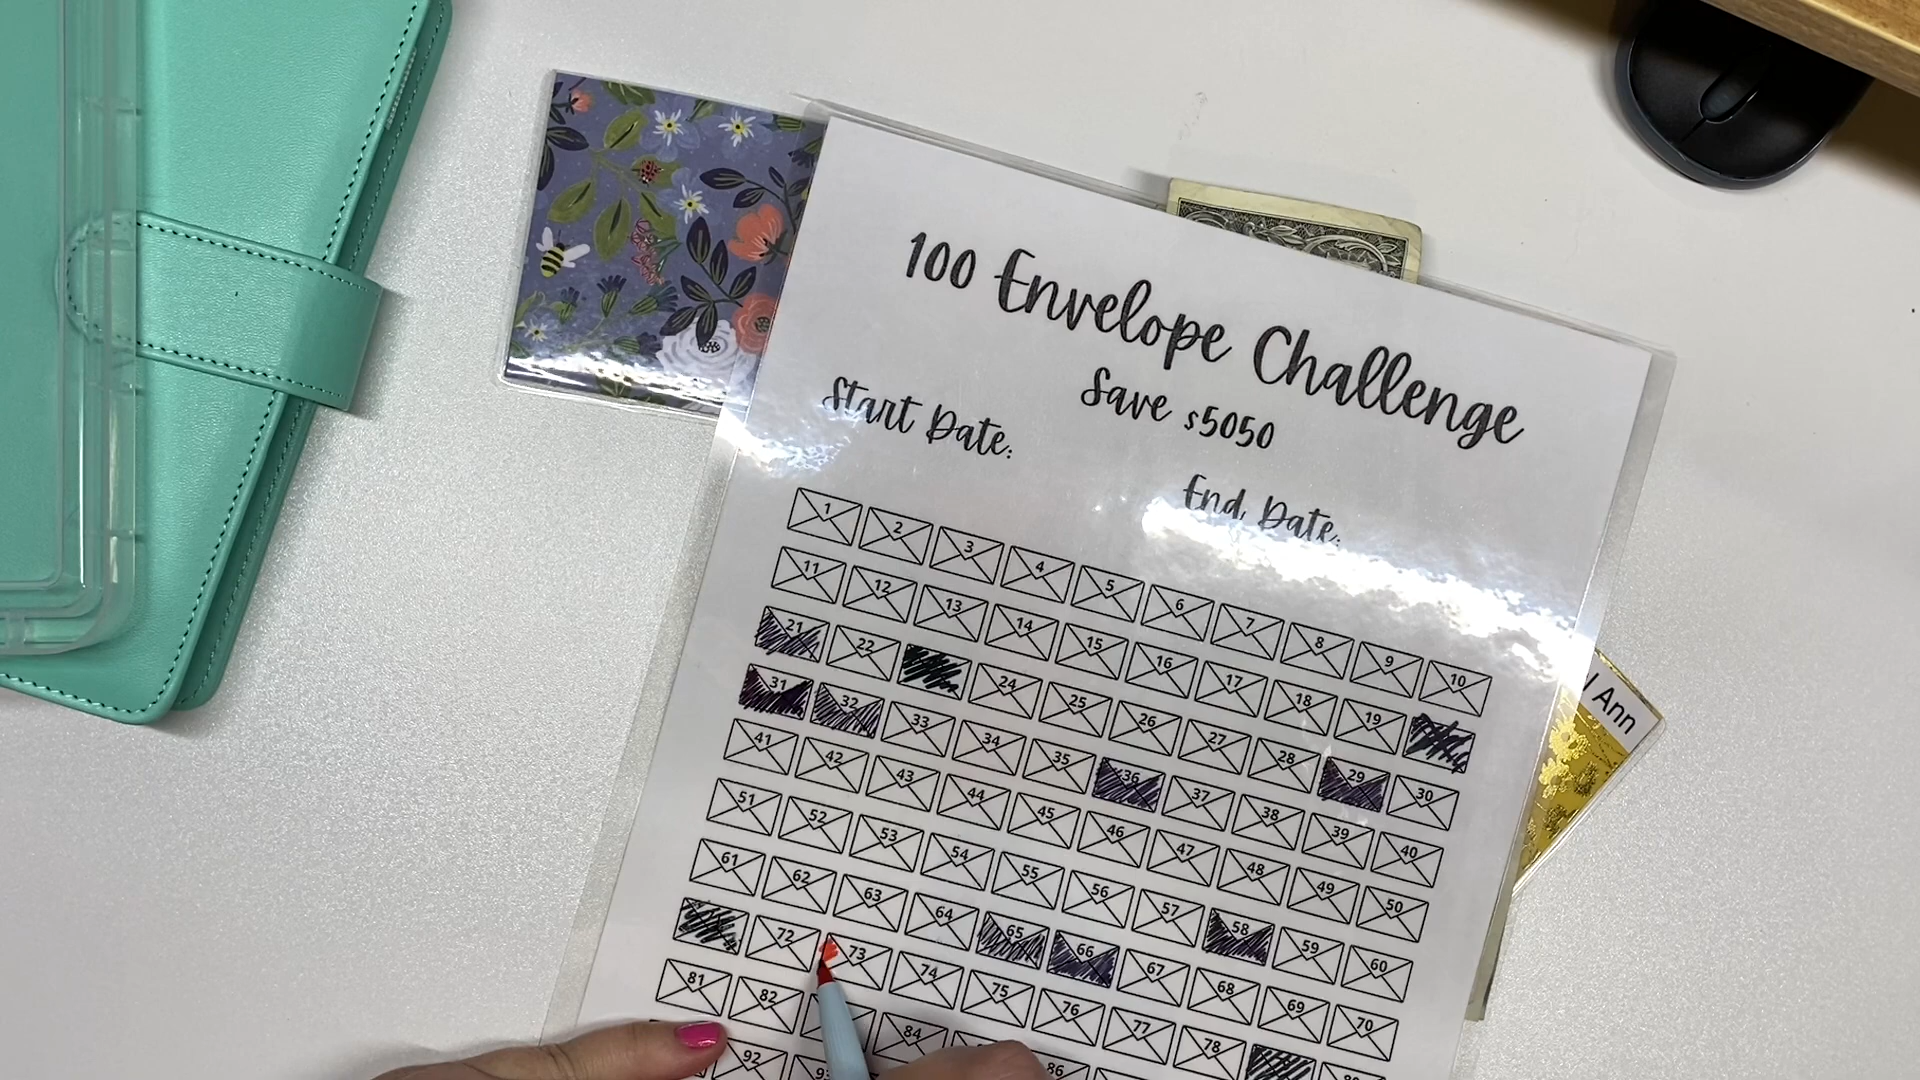 100 Envelope Challenge
Save $5050
Start Date:
End Date:
1 2 3 4 5 6 7 8 9 10
11 12 13 14 15 16 17 18 19
21 22 24 25 26 27 28 29 30
31 32 33 34 35 36 37 38 39 40
41 42 43 44 45 46 47 48 49 50
51 52 53 54 55 56 57 58 59 60
61 62 63 64 65 66 67 68 69 70
72 73 74 75 76 77 78
81 82 84 86
92
Ann